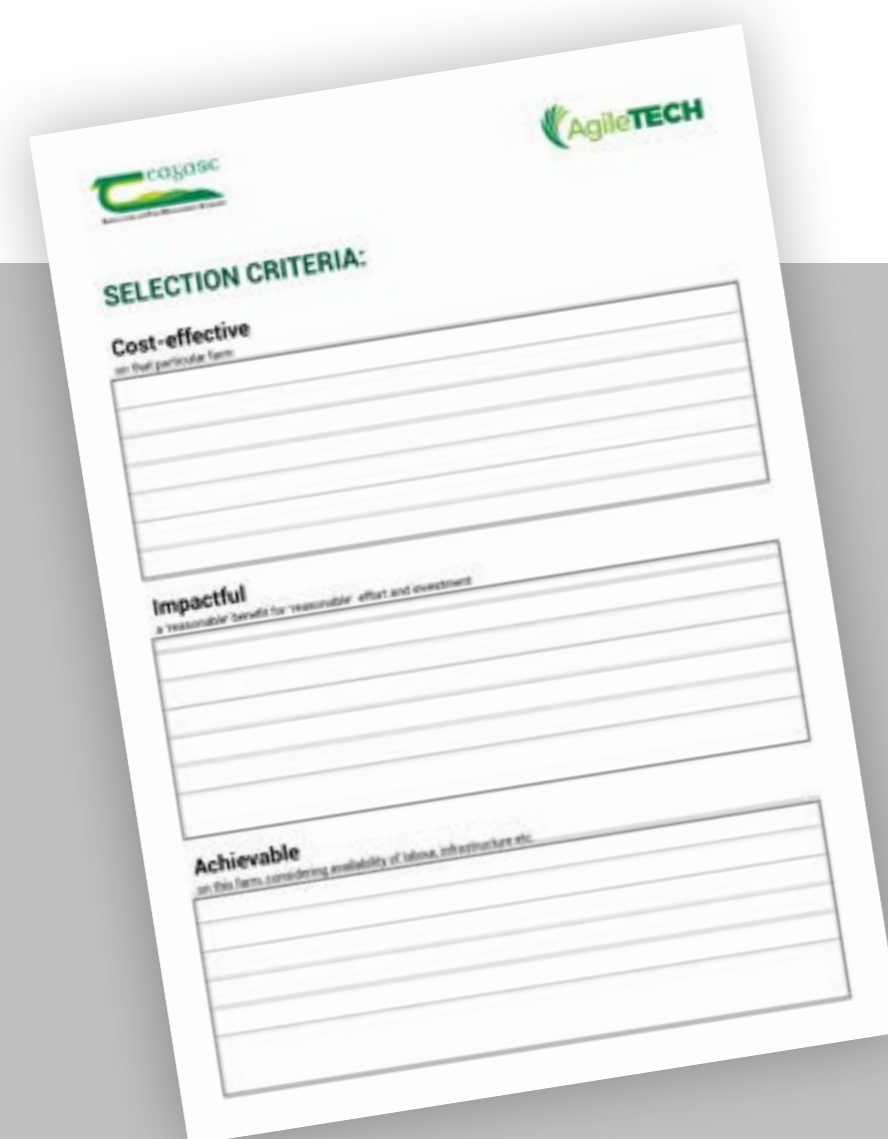 teagasc
AgileTECH
SELECTION CRITERIA:
Cost-effective
on that particular farm
Impactful
a 'reasonable' benefit for 'reasonable' effort and investment
Achievable
on this farm, considering availability of labour, infrastructure etc.